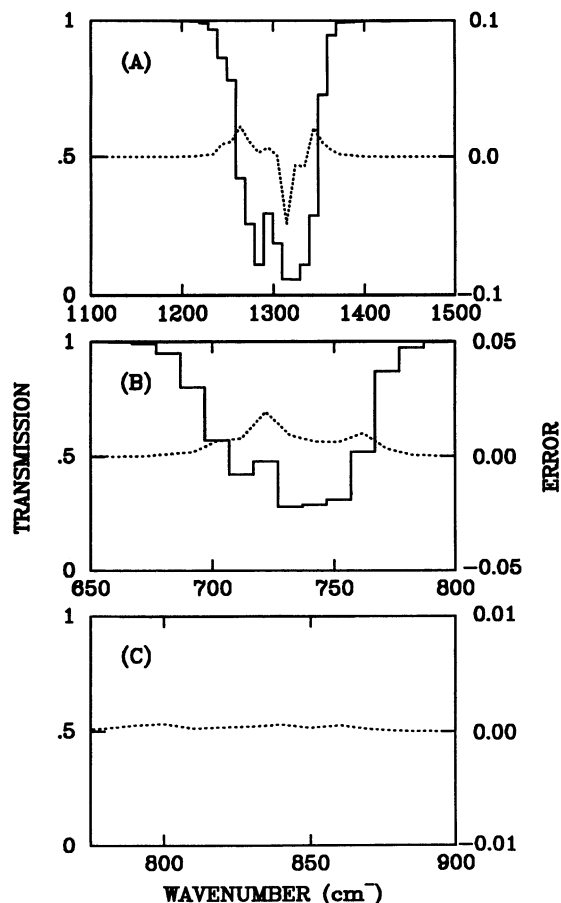 1 0.1
(A)
.5 0.0
0 -0.1
1100 1200 1300 1400 1500
1 0.05
(B)
.5 0.00
0 -0.05
650 700 750 800
TRANSMISSION
ERROR
1 0.01
(C)
.5 0.00
0 -0.01
800 850 900
WAVENUMBER (cm⁻)